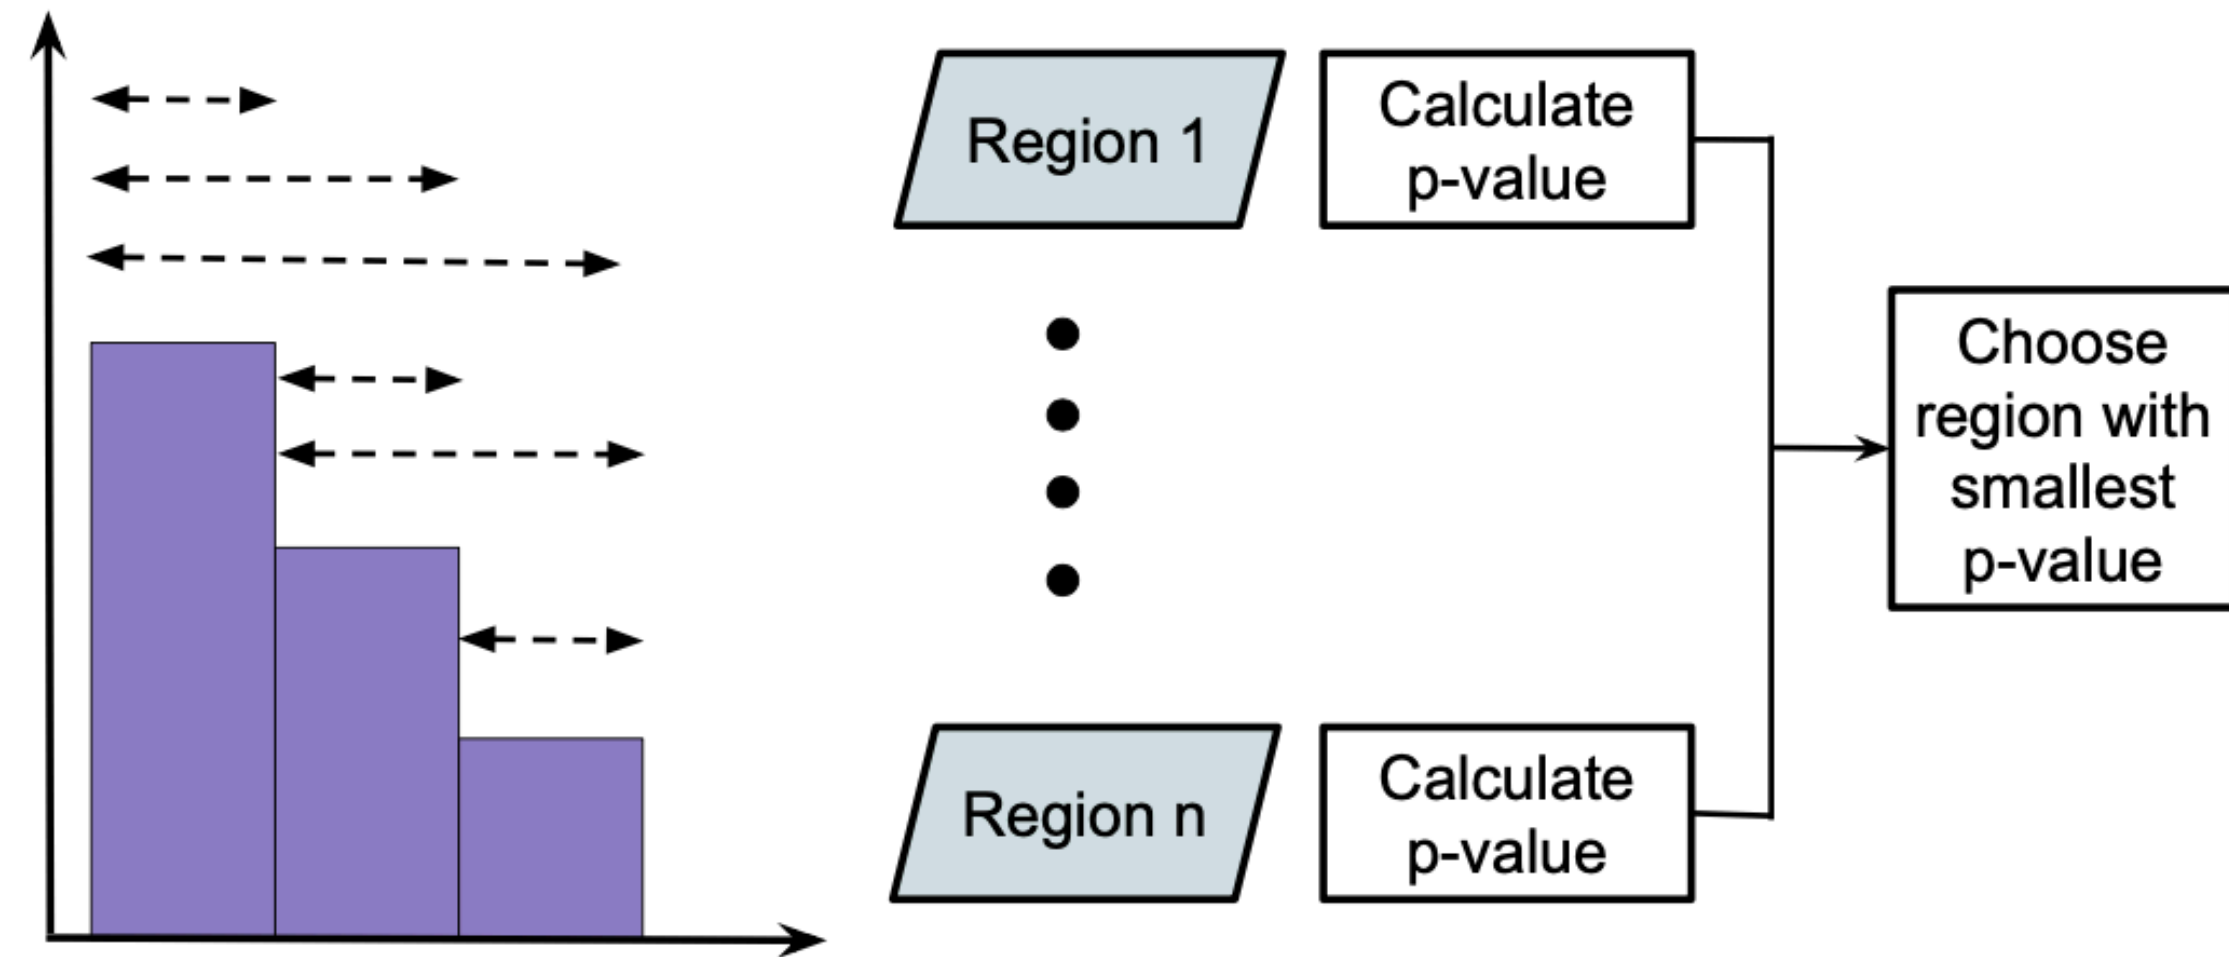 Region 1
Calculate
p-value
Choose
region with
smallest
p-value
Region n
Calculate
p-value